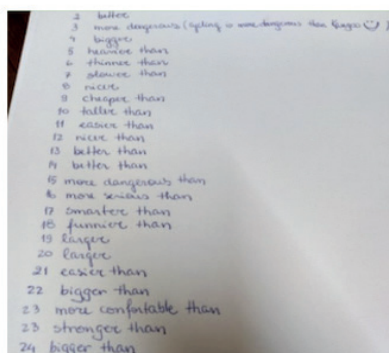 2 better
3 more dangerous (cycling is more dangerous than
4 bigger
5 heavier than
6 thinner than
7 slower than
8 nicer
9 cheaper than
10 taller than
11 easier than
12 nicer than
13 better than
14 better than
15 more dangerous than
16 more serious than
17 smarter than
18 funnier than
19 larger
20 larger
21 easier than
22 bigger than
23 more confortable than
23 stronger than
24 bigger than